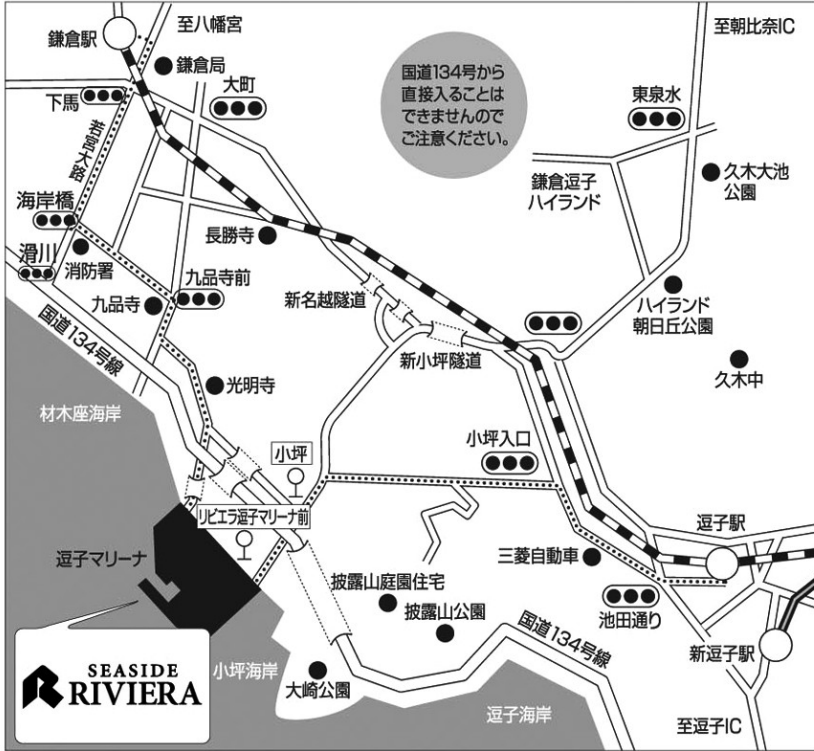 至八幡宮
鎌倉駅
鎌倉局
大町
下馬
若宮大路
海岸橋
滑川
消防署
九品寺前
九品寺
長勝寺
国道134号から
直接入ることは
できませんので
ご注意ください。
至朝比奈IC
東泉水
久木大池
公園
鎌倉逗子
ハイランド
ハイランド
朝日丘公園
久木中
新名越隧道
新小坪隧道
国道134号線
材木座海岸
光明寺
小坪
小坪入口
リビエラ逗子マリーナ前
逗子マリーナ
三菱自動車
逗子駅
池田通り
披露山庭園住宅
披露山公園
国道134号線
新逗子駅
小坪海岸
大崎公園
逗子海岸
至逗子IC
SEASIDE
RIVIERA